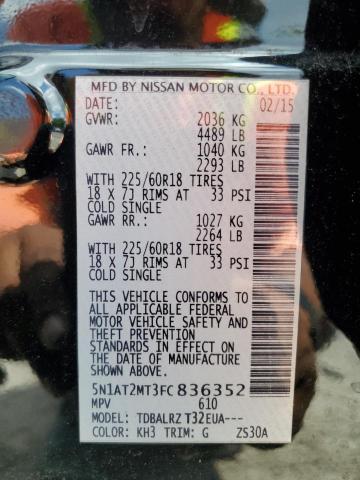 MFD BY NISSAN MOTOR CO., LTD.
DATE: 02/15
GVWR: 2036 KG
4489 LB
GAWR FR.: 1040 KG
2293 LB
WITH 225/60R18 TIRES
18 X 7J RIMS AT 33 PSI
COLD SINGLE
GAWR RR.: 1027 KG
2264 LB
WITH 225/60R18 TIRES
18 X 7J RIMS AT 33 PSI
COLD SINGLE
THIS VEHICLE CONFORMS TO
ALL APPLICABLE FEDERAL
MOTOR VEHICLE SAFETY AND
THEFT PREVENTION
STANDARDS IN EFFECT ON
THE DATE OF MANUFACTURE
SHOWN ABOVE.
5N1AT2MT3FC836352
MPV 610
MODEL: TDBALRZ T32EUA---
COLOR: KH3 TRIM: G ZS30A